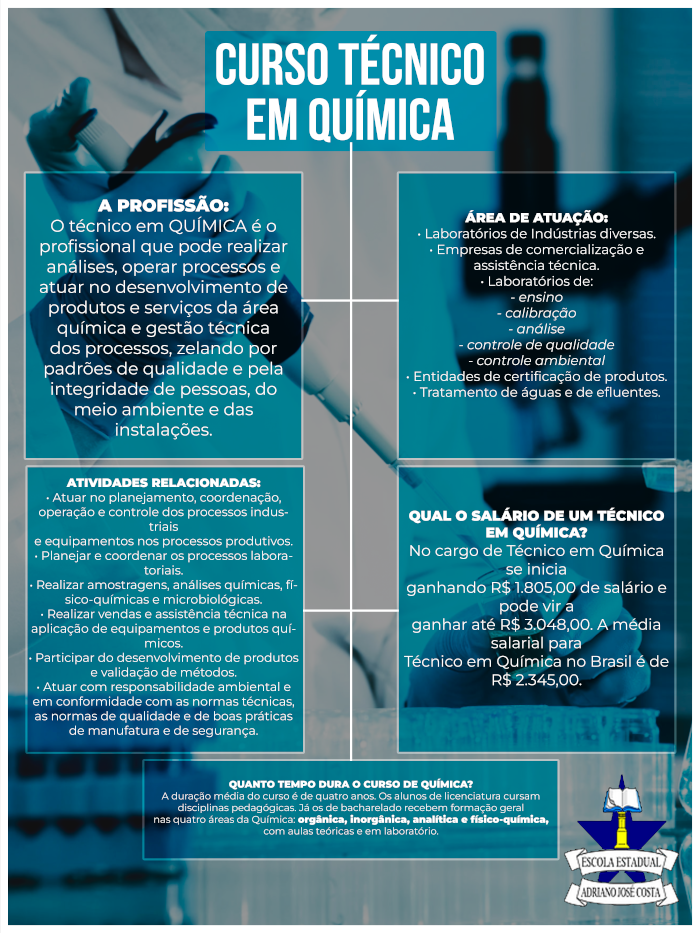 CURSO TÉCNICO
EM QUÍMICA
A PROFISSÃO:
O técnico em QUÍMICA é o
profissional que pode realizar
análises, operar processos e
atuar no desenvolvimento de
produtos e serviços da área
química e gestão técnica
dos processos, zelando por
padrões de qualidade e pela
integridade de pessoas, do
meio ambiente e das
instalações.
ÁREA DE ATUAÇÃO:
• Laboratórios de Indústrias diversas.
• Empresas de comercialização e
assistência técnica.
• Laboratórios de:
- ensino
- calibração
- análise
- controle de qualidade
- controle ambiental
• Entidades de certificação de produtos.
• Tratamento de águas e de efluentes.
ATIVIDADES RELACIONADAS:
• Atuar no planejamento, coordenação,
operação e controle dos processos indus-
triais
e equipamentos nos processos produtivos.
• Planejar e coordenar os processos labora-
toriais.
• Realizar amostragens, análises químicas, fí-
sico-químicas e microbiológicas.
• Realizar vendas e assistência técnica na
aplicação de equipamentos e produtos quí-
micos.
• Participar do desenvolvimento de produtos
e validação de métodos.
• Atuar com responsabilidade ambiental e
em conformidade com as normas técnicas,
as normas de qualidade e de boas práticas
de manufatura e de segurança.
QUAL O SALÁRIO DE UM TÉCNICO
EM QUÍMICA?
No cargo de Técnico em Química
se inicia
ganhando R$ 1.805,00 de salário e
pode vir a
ganhar até R$ 3.048,00. A média
salarial para
Técnico em Química no Brasil é de
R$ 2.345,00.
QUANTO TEMPO DURA O CURSO DE QUÍMICA?
A duração média do curso é de quatro anos. Os alunos de licenciatura cursam
disciplinas pedagógicas. Já os de bacharelado recebem formação geral
nas quatro áreas da Química: orgânica, inorgânica, analítica e físico-química,
com aulas teóricas e em laboratório.
ESCOLA ESTADUAL
ADRIANO JOSÉ COSTA